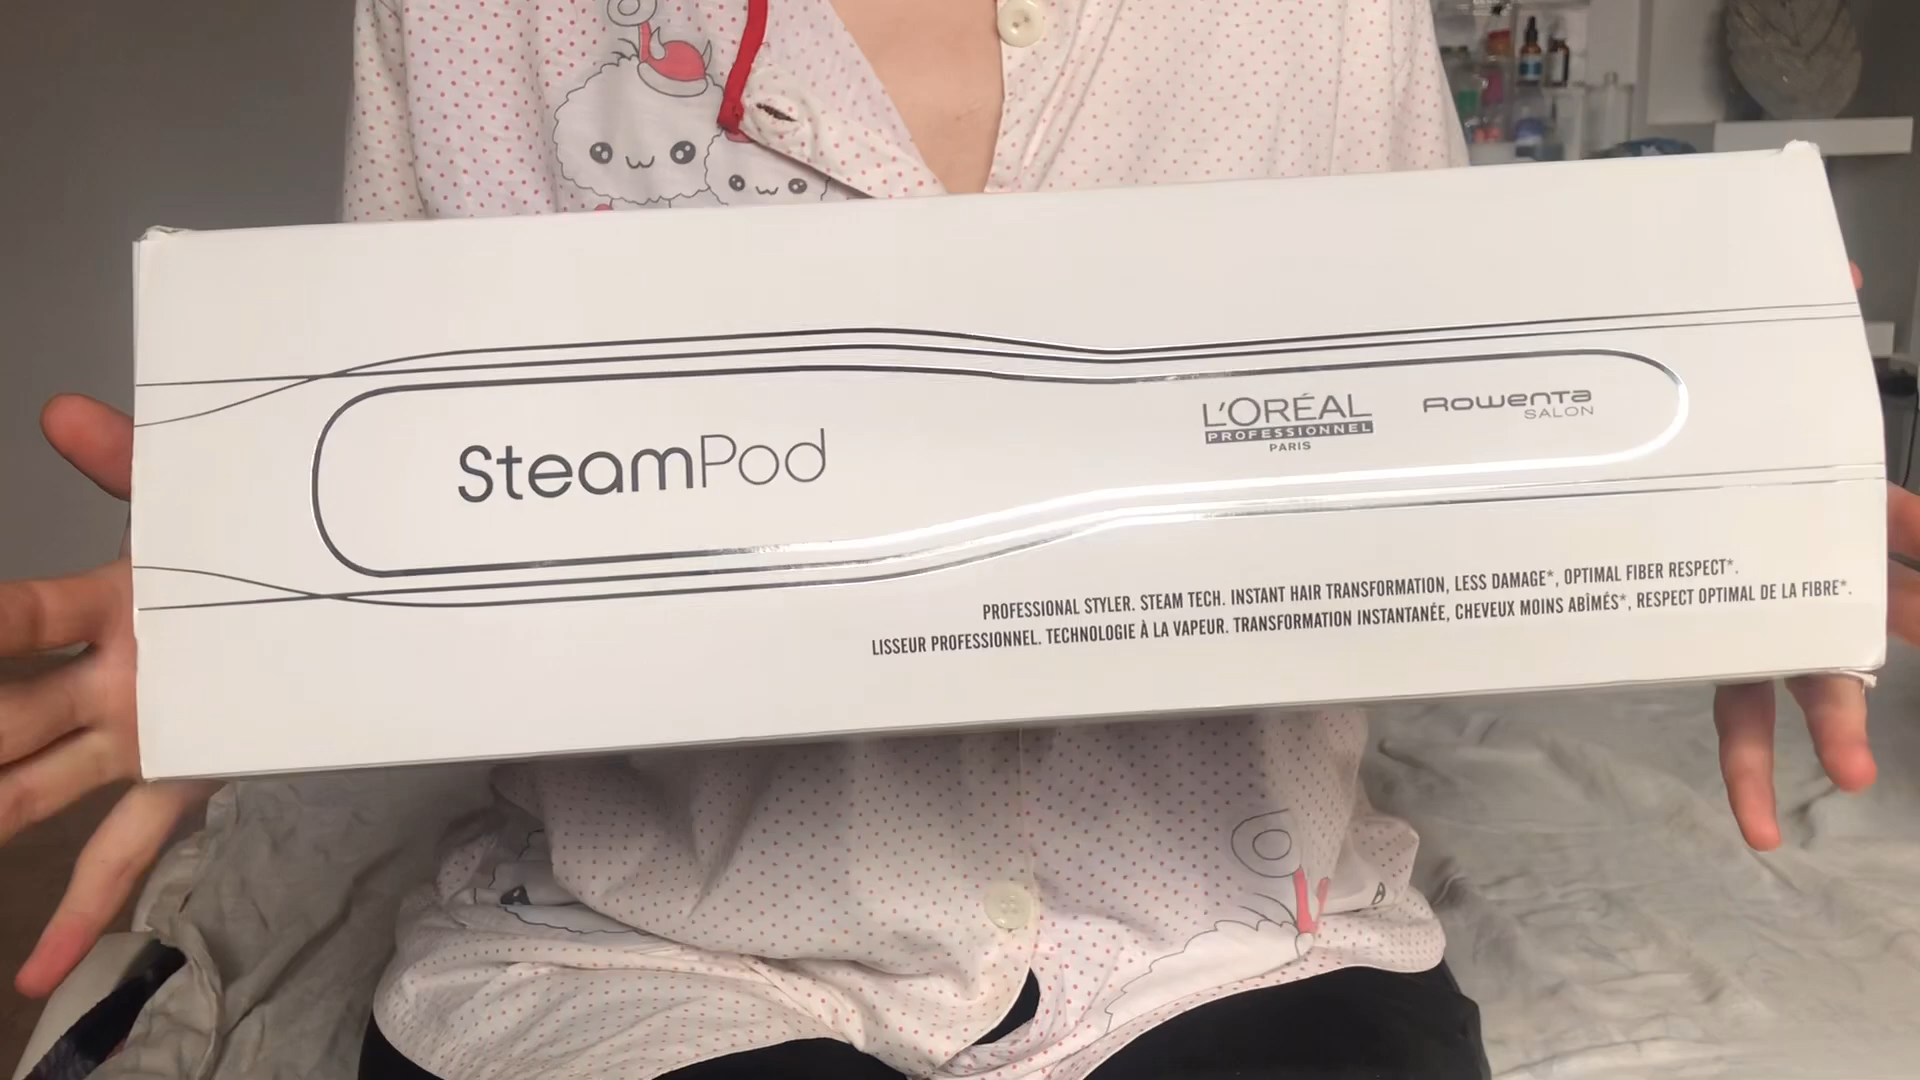 SteamPod
L'ORÉAL
PROFESSIONNEL
PARIS
Rowenta
SALON
PROFESSIONAL STYLER. STEAM TECH. INSTANT HAIR TRANSFORMATION, LESS DAMAGE*, OPTIMAL FIBER RESPECT*.
LISSEUR PROFESSIONNEL. TECHNOLOGIE À LA VAPEUR. TRANSFORMATION INSTANTANÉE, CHEVEUX MOINS ABÎMÉS*, RESPECT OPTIMAL DE LA FIBRE*.